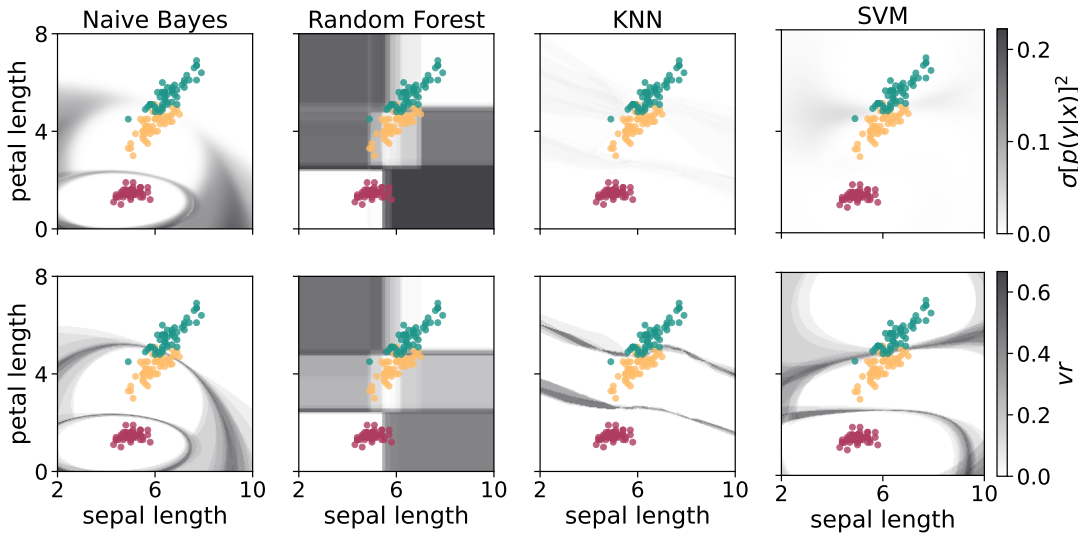 Naive Bayes
Random Forest
KNN
SVM
petal length
8
4
0
0.2
0.1
0.0
σ[p(y|x)]²
petal length
8
4
0
2
6
10
sepal length
2
6
10
sepal length
2
6
10
sepal length
2
6
10
sepal length
0.6
0.4
0.2
0.0
vr